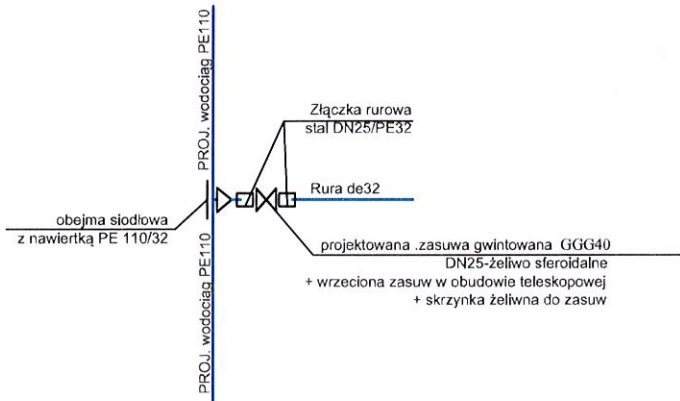 PROJ. wodociąg PE110
Złączka rurowa
stal DN25/PE32
Rura de32
obejma siodłowa
z nawiertką PE 110/32
projektowana .zasuwa gwintowana GGG40
DN25-żeliwo sferoidalne
+ wrzeciona zasuw w obudowie teleskopowej
+ skrzynka żeliwna do zasuw
PROJ. wodociąg PE110